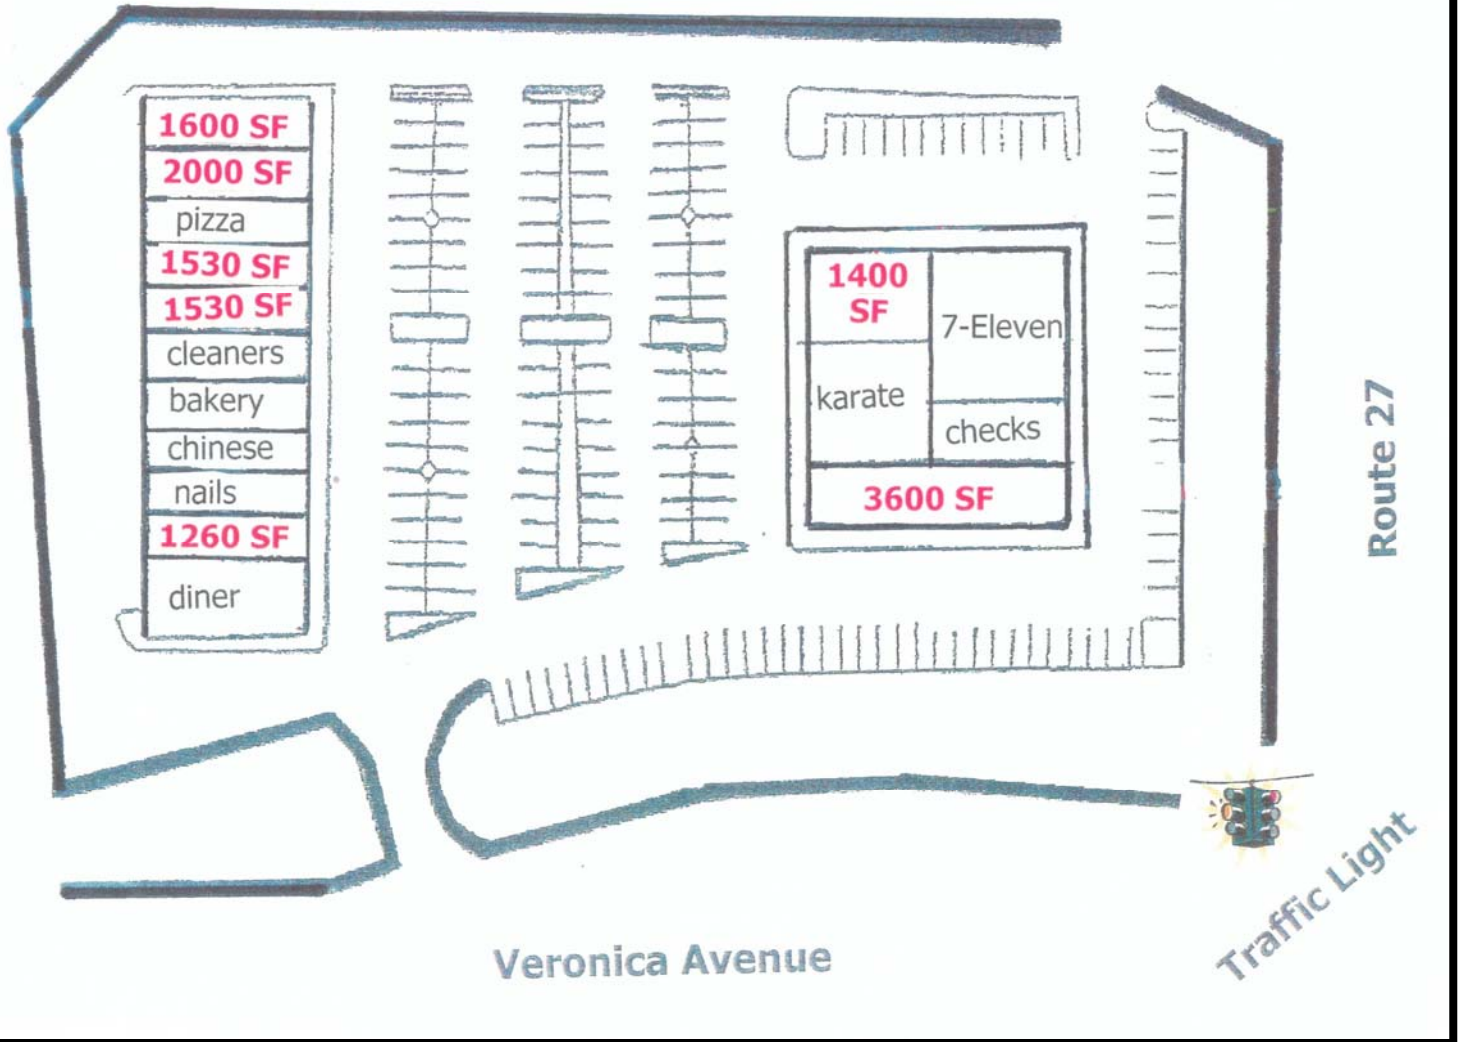 1600 SF
2000 SF
pizza
1530 SF
1530 SF
cleaners
bakery
chinese
nails
1260 SF
diner
1400
SF
7-Eleven
karate
checks
3600 SF
Route 27
Traffic Light
Veronica Avenue